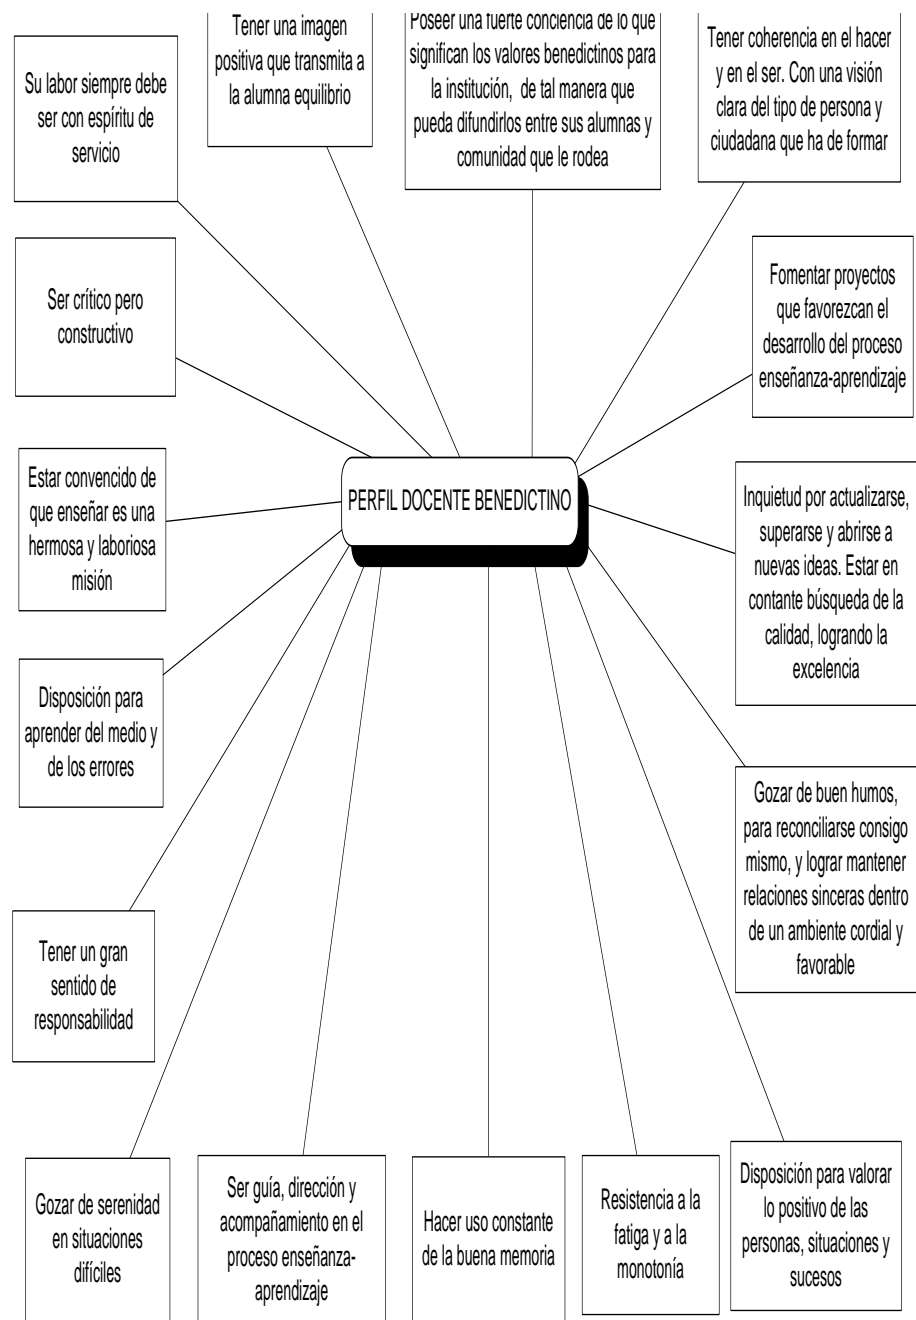 Tener una imagen
positiva que transmita a
la alumna equilibrio
Poseer una fuerte conciencia de lo que
significan los valores benedictinos para
la institución, de tal manera que
pueda difundirlos entre sus alumnas y
comunidad que le rodea
Tener coherencia en el hacer
y en el ser. Con una visión
clara del tipo de persona y
ciudadana que ha de formar
Su labor siempre debe
ser con espíritu de
servicio
Ser crítico pero
constructivo
Fomentar proyectos
que favorezcan el
desarrollo del proceso
enseñanza-aprendizaje
Estar convencido de
que enseñar es una
hermosa y laboriosa
misión
PERFIL DOCENTE BENEDICTINO
Inquietud por actualizarse,
superarse y abrirse a
nuevas ideas. Estar en
contante búsqueda de la
calidad, logrando la
excelencia
Disposición para
aprender del medio y
de los errores
Gozar de buen humos,
para reconciliarse consigo
mismo, y lograr mantener
relaciones sinceras dentro
de un ambiente cordial y
favorable
Tener un gran
sentido de
responsabilidad
Gozar de serenidad
en situaciones
difíciles
Ser guía, dirección y
acompañamiento en el
proceso enseñanza-
aprendizaje
Hacer uso constante
de la buena memoria
Resistencia a la
fatiga y a la
monotonía
Disposición para valorar
lo positivo de las
personas, situaciones y
sucesos